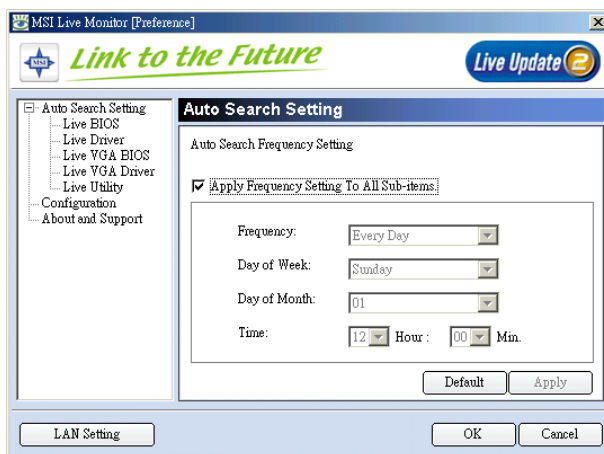 MSI Live Monitor [Preference]
MSI
Link to the Future
Live Update 2
Auto Search Setting
Live BIOS
Live Driver
Live VGA BIOS
Live VGA Driver
Live Utility
Configuration
About and Support
Auto Search Setting
Auto Search Frequency Setting
Apply Frequency Setting To All Sub-items.
Frequency: Every Day
Day of Week: Sunday
Day of Month: 01
Time: 12 Hour : 00 Min.
Default Apply
LAN Setting OK Cancel